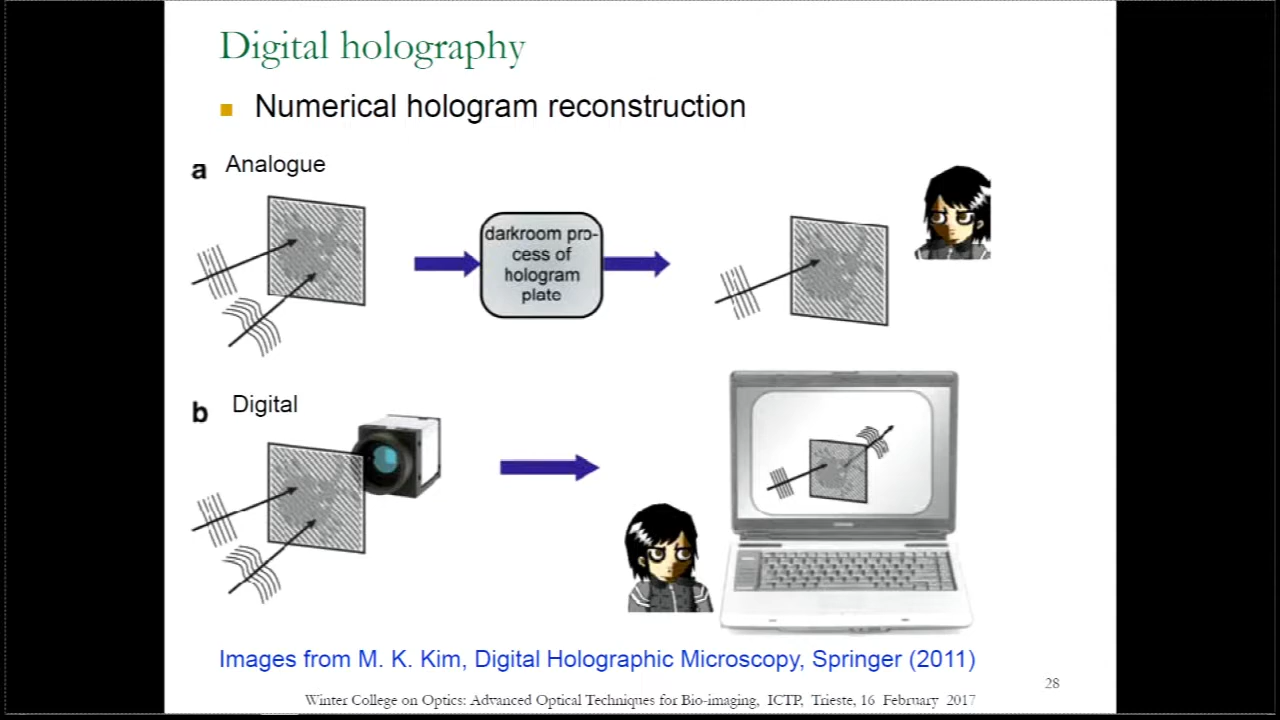 Digital holography
Numerical hologram reconstruction
a Analogue
darkroom pro-
cess of
hologram
plate
b Digital
Images from M. K. Kim, Digital Holographic Microscopy, Springer (2011)
28
Winter College on Optics: Advanced Optical Techniques for Bio-imaging, ICTP, Trieste, 16 February 2017